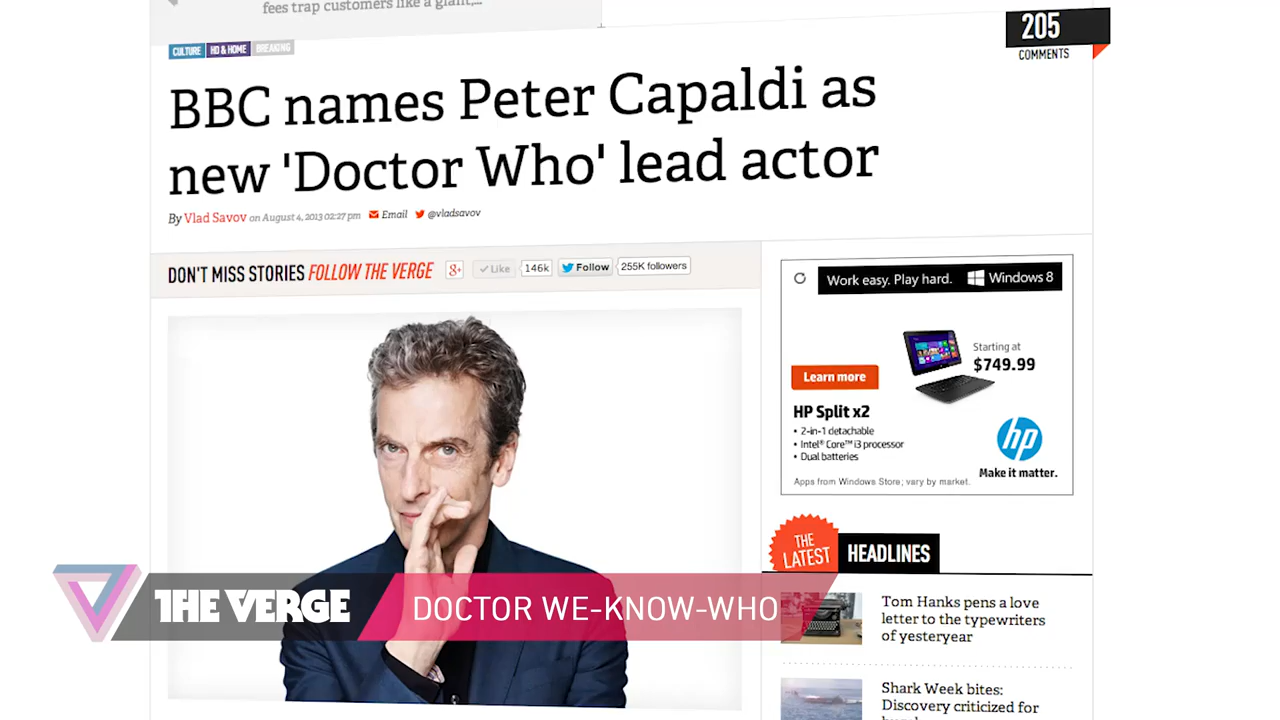 fees trap customers like a giant,...
CULTURE HD & HOME BREAKING
205
COMMENTS
BBC names Peter Capaldi as
new 'Doctor Who' lead actor
By Vlad Savov on August 4, 2013 02:27 pm Email @vladsavov
DON'T MISS STORIES FOLLOW THE VERGE
g+ Like 146k Follow 255K followers
Work easy. Play hard. Windows 8
Starting at
$749.99
Learn more
HP Split x2
• 2-in-1 detachable
• Intel® Core™ i3 processor
• Dual batteries
hp
Make it matter.
Apps from Windows Store; vary by market.
THE
LATEST
HEADLINES
Tom Hanks pens a love
letter to the typewriters
of yesteryear
Shark Week bites:
Discovery criticized for
THE VERGE
DOCTOR WE-KNOW-WHO